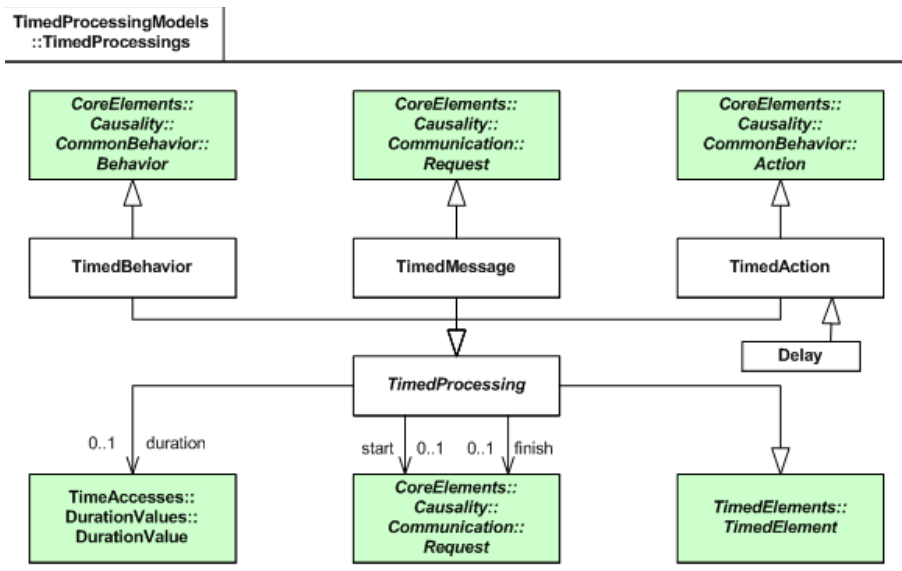 TimedProcessingModels
::TimedProcessings
CoreElements::
Causality::
CommonBehavior::
Behavior
CoreElements::
Causality::
Communication::
Request
CoreElements::
Causality::
CommonBehavior::
Action
TimedBehavior
TimedMessage
TimedAction
Delay
TimedProcessing
0..1 duration
start 0..1
0..1 finish
TimeAccesses::
DurationValues::
DurationValue
CoreElements::
Causality::
Communication::
Request
TimedElements::
TimedElement